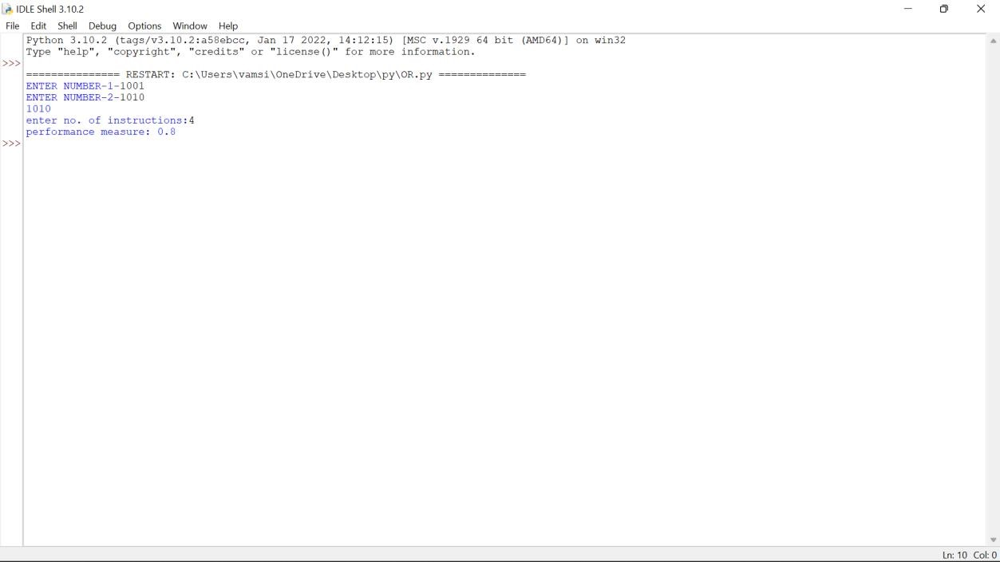 IDLE Shell 3.10.2
File Edit Shell Debug Options Window Help
Python 3.10.2 (tags/v3.10.2:a58ebcc, Jan 17 2022, 14:12:15) [MSC v.1929 64 bit (AMD64)] on win32
Type "help", "copyright", "credits" or "license()" for more information.
>>>
=============== RESTART: C:\Users\vamsi\OneDrive\Desktop\py\OR.py ==============
ENTER NUMBER-1-1001
ENTER NUMBER-2-1010
1010
enter no. of instructions:4
performance measure: 0.8
>>>
Ln: 10 Col: 0